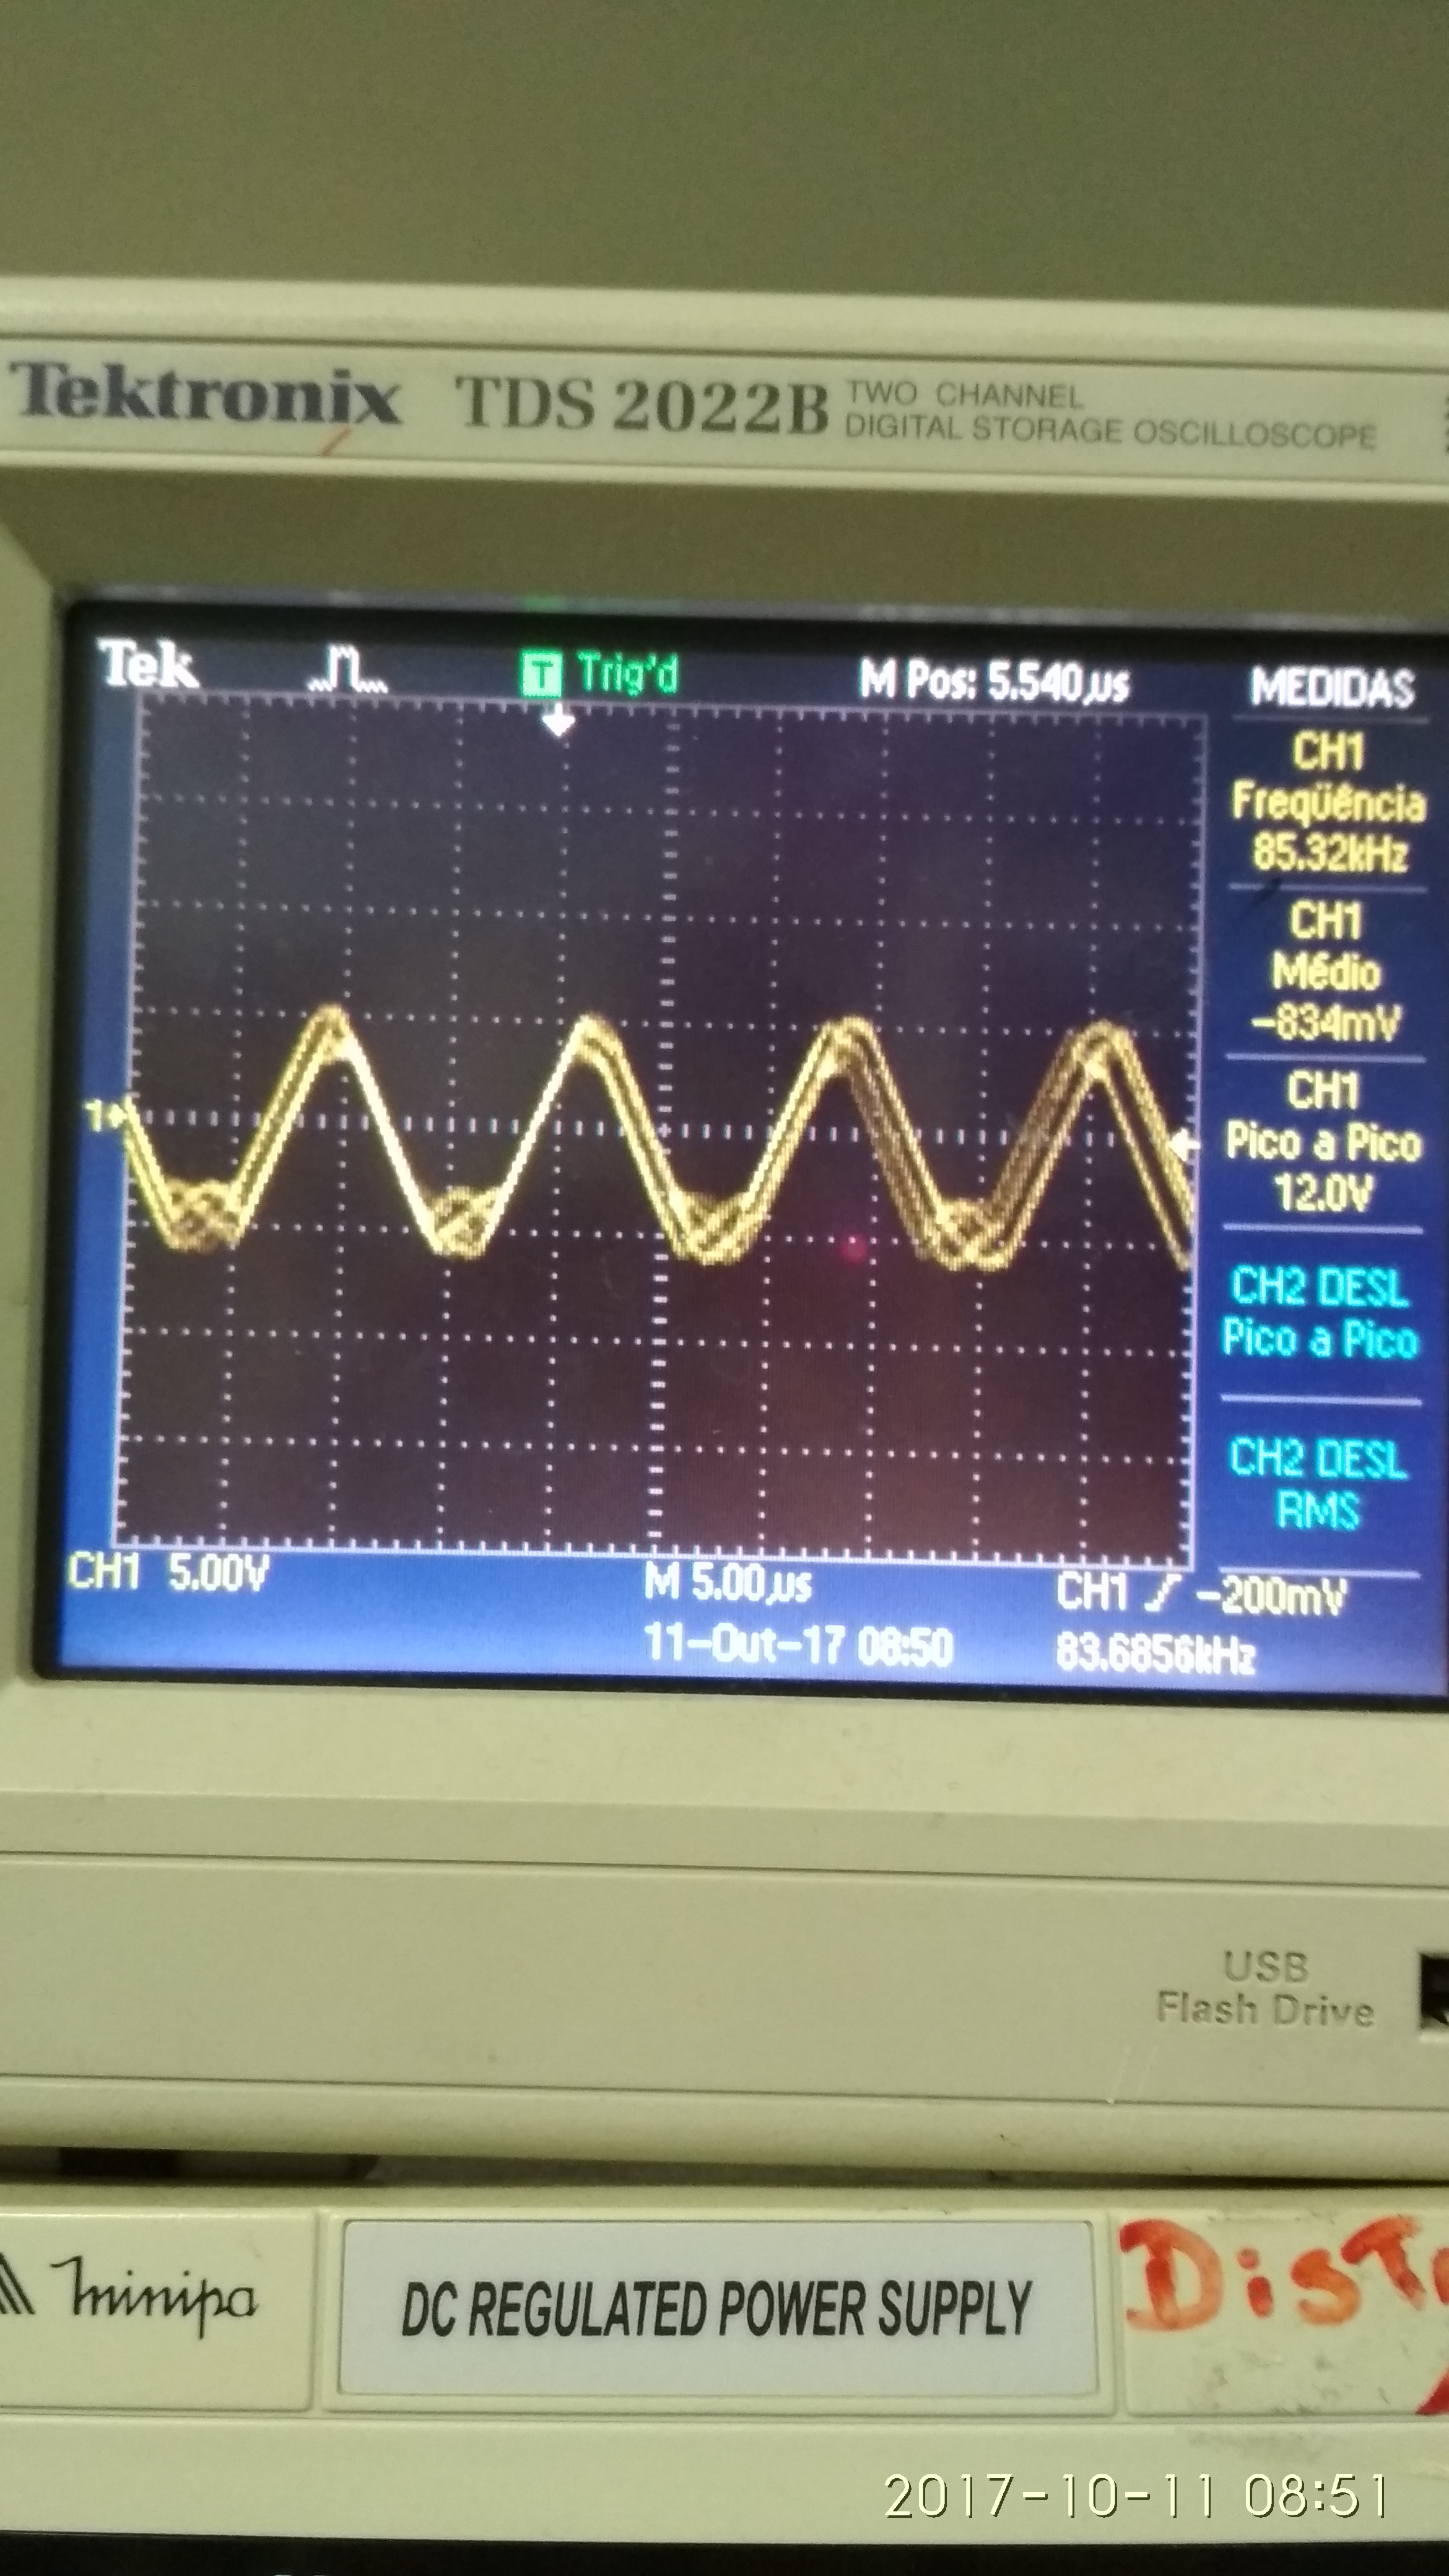 Tektronix TDS 2022B TWO CHANNEL
DIGITAL STORAGE OSCILLOSCOPE
Tek T Trig'd M Pos: 5.540µs MEDIDAS
CH1
Freqüência
85.32kHz
CH1
Médio
-834mV
CH1
Pico a Pico
12.0V
CH2 DESL
Pico a Pico
CH2 DESL
RMS
1
CH1 5.00V M 5.00µs CH1 -200mV
11-Out-17 08:50 83.6856kHz
USB
Flash Drive
minipa DC REGULATED POWER SUPPLY
2017-10-11 08:51